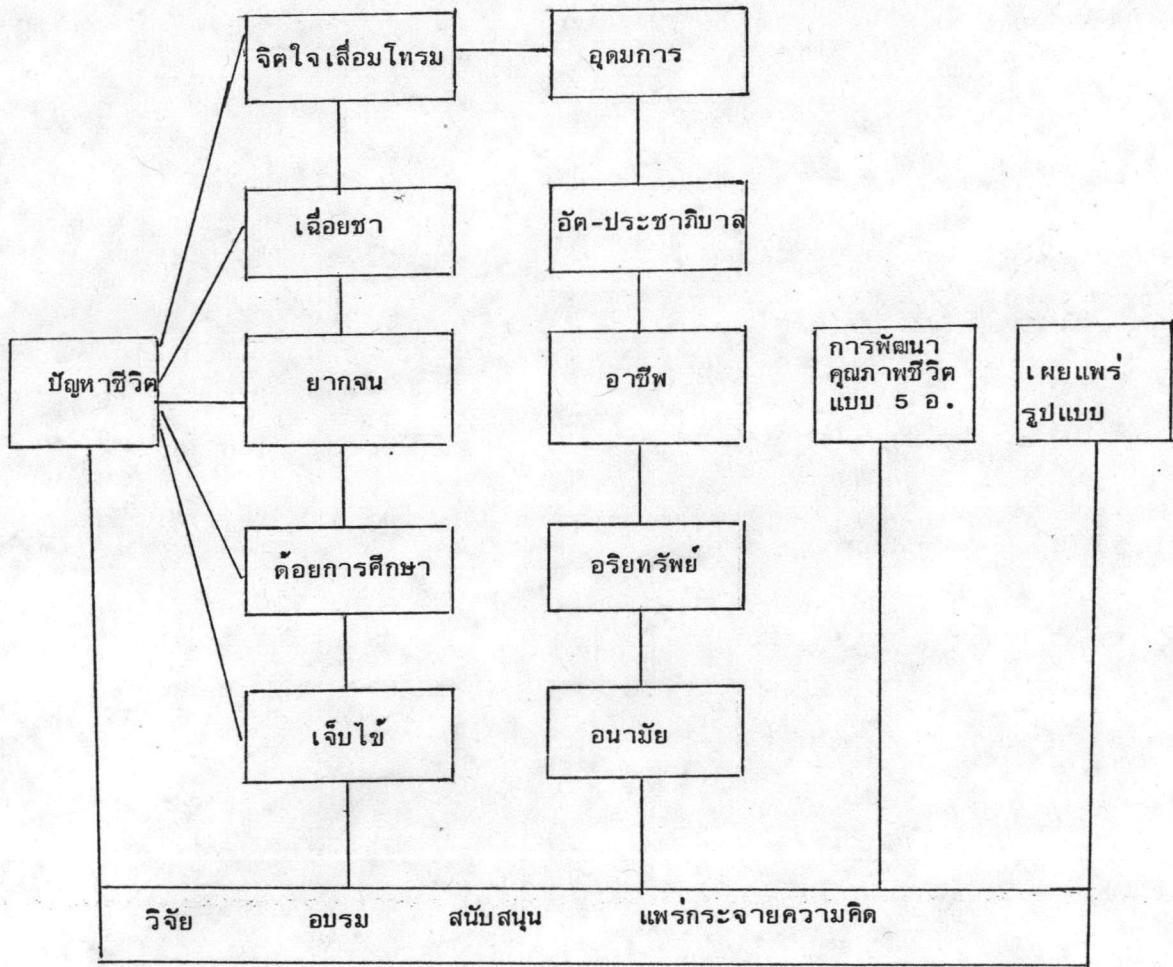 จิตใจเสื่อมโทรม
อุดมการ
เฉื่อยชา
อัต-ประชาภิบาล
ปัญหาชีวิต
ยากจน
อาชีพ
การพัฒนา
คุณภาพชีวิต
แบบ 5 อ.
เผยแพร่
รูปแบบ
ด้อยการศึกษา
อริยทรัพย์
เจ็บไข้
อนามัย
วิจัย อบรม สนับสนุน แพร่กระจายความคิด